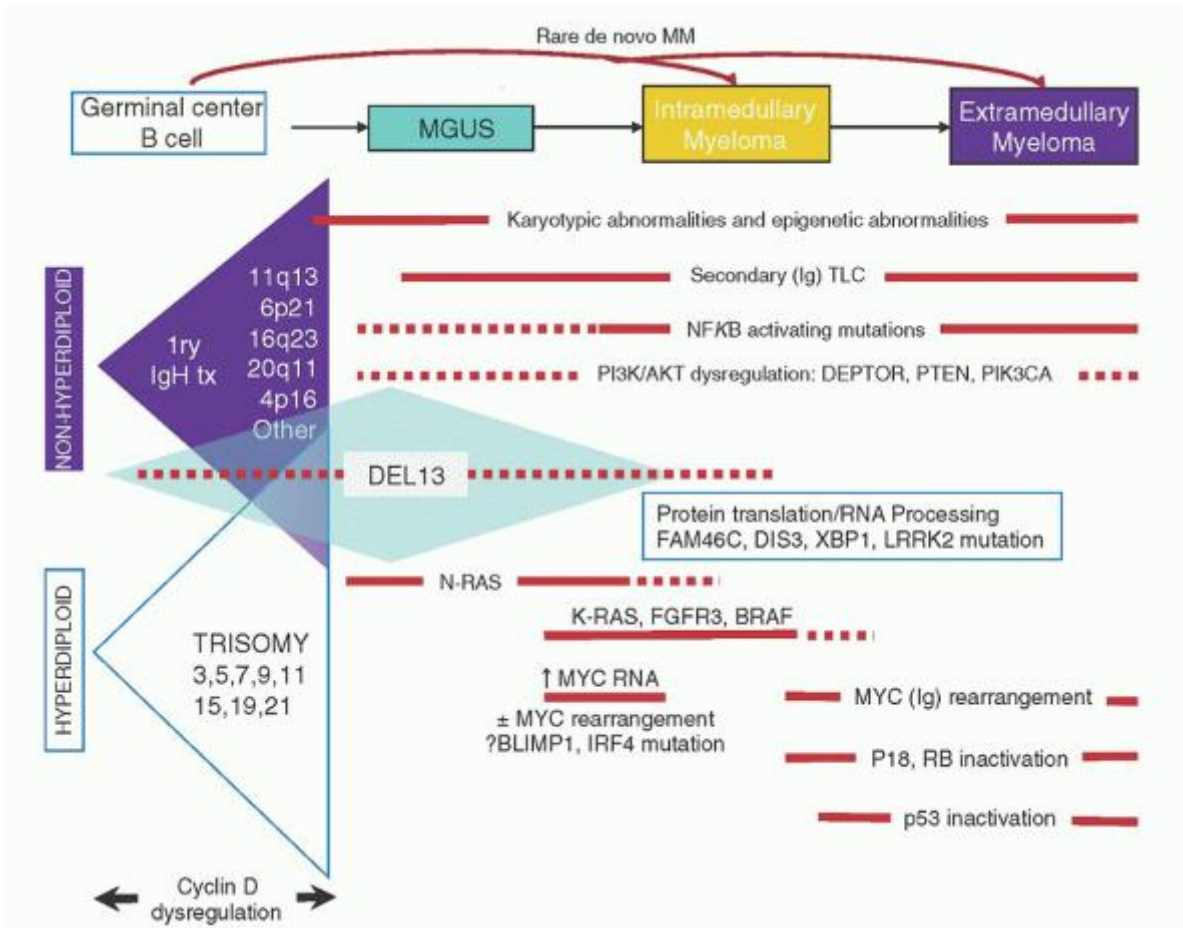 Rare de novo MM
Germinal center
B cell
MGUS
Intramedullary
Myeloma
Extramedullary
Myeloma
Karyotypic abnormalities and epigenetic abnormalities
NON-HYPERDIPLOID
1ry
IgH tx
11q13
6p21
16q23
20q11
4p16
Other
Secondary (Ig) TLC
NFKB activating mutations
PI3K/AKT dysregulation: DEPTOR, PTEN, PIK3CA
DEL13
Protein translation/RNA Processing
FAM46C, DIS3, XBP1, LRRK2 mutation
N-RAS
K-RAS, FGFR3, BRAF
HYPERDIPLOID
TRISOMY
3,5,7,9,11
15,19,21
↑ MYC RNA
± MYC rearrangement
?BLIMP1, IRF4 mutation
MYC (Ig) rearrangement
P18, RB inactivation
p53 inactivation
Cyclin D
dysregulation